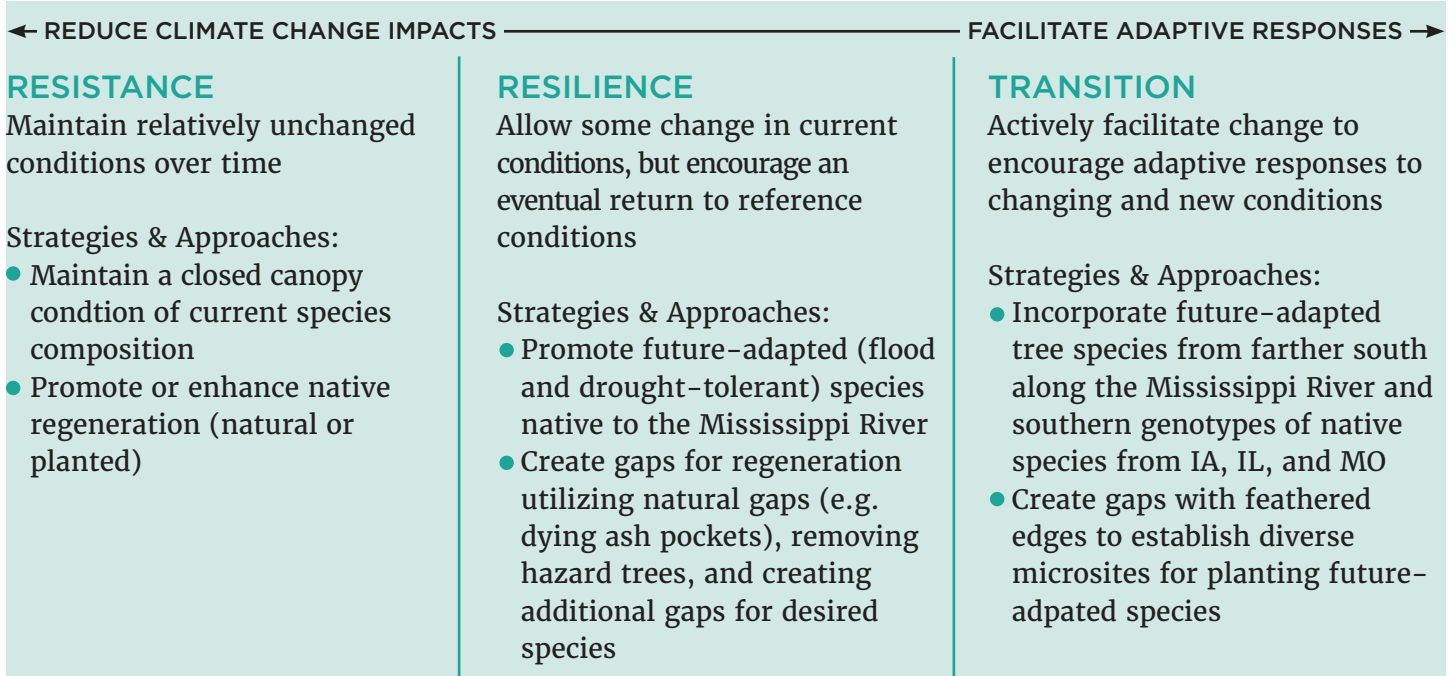 REDUCE CLIMATE CHANGE IMPACTS
FACILITATE ADAPTIVE RESPONSES
RESISTANCE
Maintain relatively unchanged
conditions over time
Strategies & Approaches:
Maintain a closed canopy
condtion of current species
composition
Promote or enhance native
regeneration (natural or
planted)
RESILIENCE
Allow some change in current
conditions, but encourage an
eventual return to reference
conditions
Strategies & Approaches:
Promote future-adapted (flood
and drought-tolerant) species
native to the Mississippi River
Create gaps for regeneration
utilizing natural gaps (e.g.
dying ash pockets), removing
hazard trees, and creating
additional gaps for desired
species
TRANSITION
Actively facilitate change to
encourage adaptive responses to
changing and new conditions
Strategies & Approaches:
Incorporate future-adapted
tree species from farther south
along the Mississippi River and
southern genotypes of native
species from IA, IL, and MO
Create gaps with feathered
edges to establish diverse
microsites for planting future-
adpated species